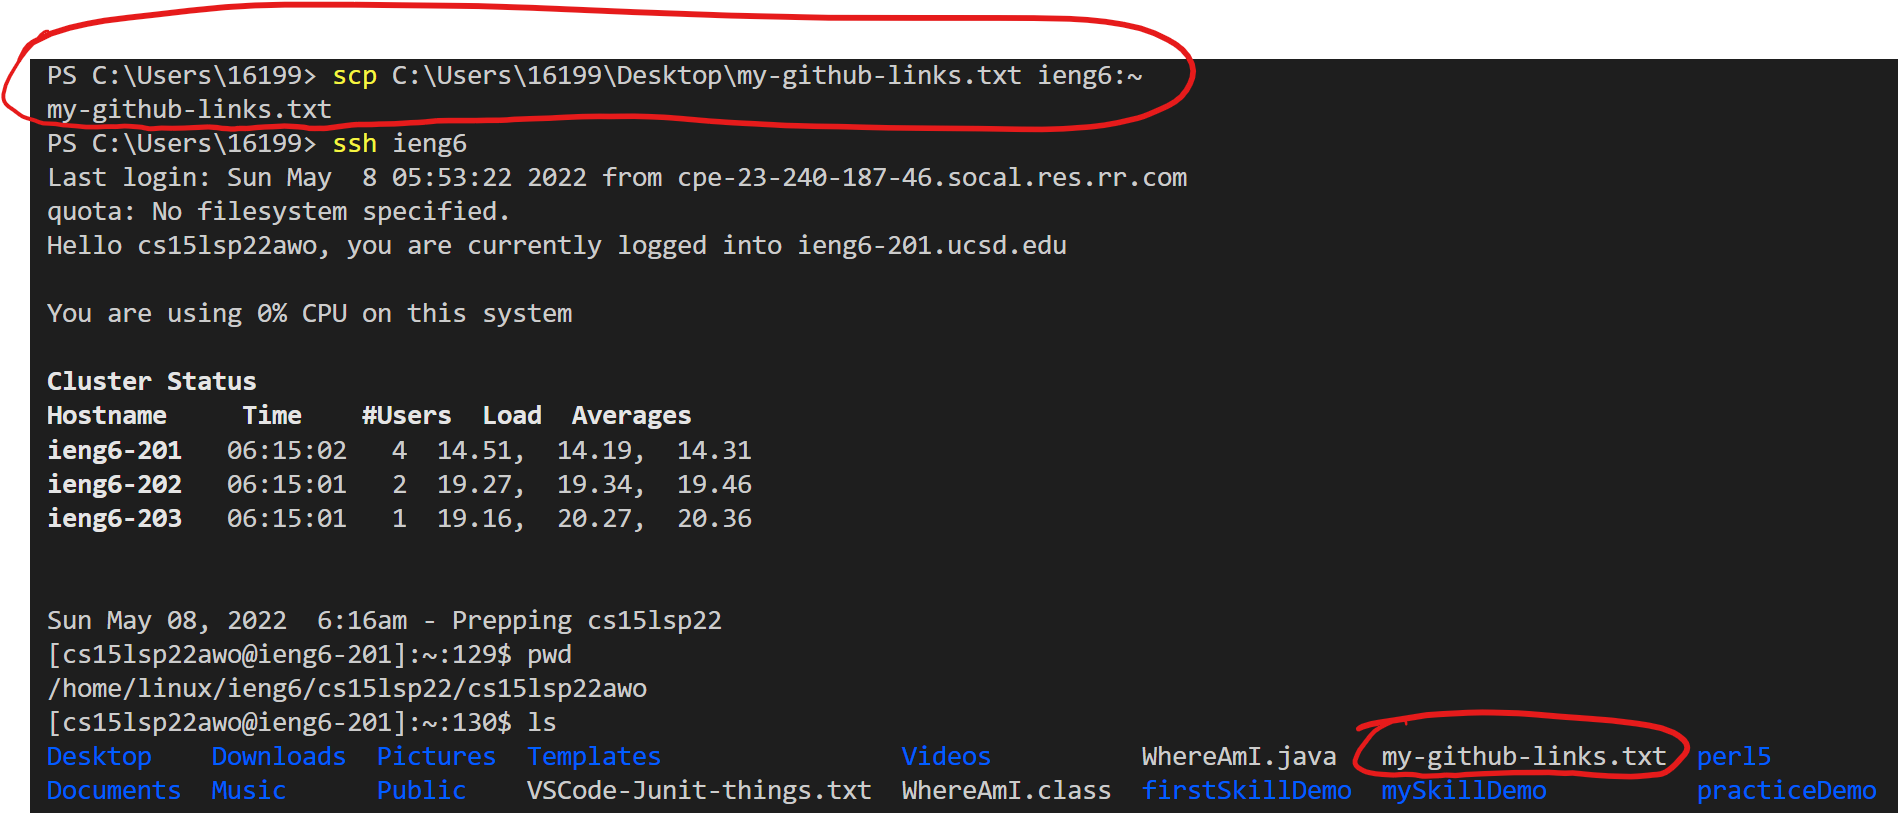 PS C:\Users\16199> scp C:\Users\16199\Desktop\my-github-links.txt ieng6:~
my-github-links.txt
PS C:\Users\16199> ssh ieng6
Last login: Sun May  8 05:53:22 2022 from cpe-23-240-187-46.socal.res.rr.com
quota: No filesystem specified.
Hello cs15lsp22awo, you are currently logged into ieng6-201.ucsd.edu
You are using 0% CPU on this system
Cluster Status
Hostname     Time    #Users  Load  Averages
ieng6-201   06:15:02   4  14.51,  14.19,  14.31
ieng6-202   06:15:01   2  19.27,  19.34,  19.46
ieng6-203   06:15:01   1  19.16,  20.27,  20.36
Sun May 08, 2022  6:16am - Prepping cs15lsp22
[cs15lsp22awo@ieng6-201]:~:129$ pwd
/home/linux/ieng6/cs15lsp22/cs15lsp22awo
[cs15lsp22awo@ieng6-201]:~:130$ ls
Desktop    Downloads  Pictures  Templates                Videos          WhereAmI.java   my-github-links.txt  perl5
Documents  Music      Public    VSCode-Junit-things.txt  WhereAmI.class  firstSkillDemo  mySkillDemo          practiceDemo